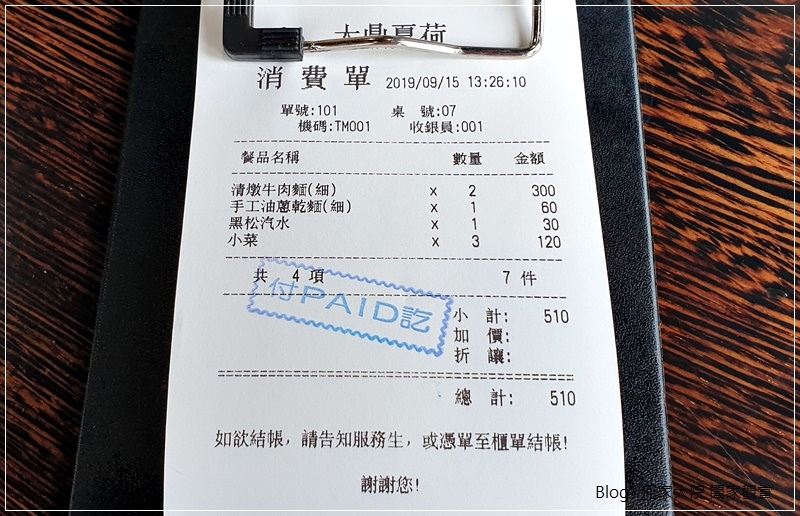 大鼎夏荷
消費單 2019/09/15 13:26:10
單號:101 桌 號:07
機碼:TM001 收銀員:001
餐品名稱 數量 金額
清燉牛肉麵(細) x 2 300
手工油蔥乾麵(細) x 1 60
黑松汽水 x 1 30
小菜 x 3 120
共 4 項 7 件
付PAID訖
小 計: 510
加 價:
折 讓:
總 計: 510
如欲結帳,請告知服務生,或憑單至櫃單結帳!
謝謝您!
Blog